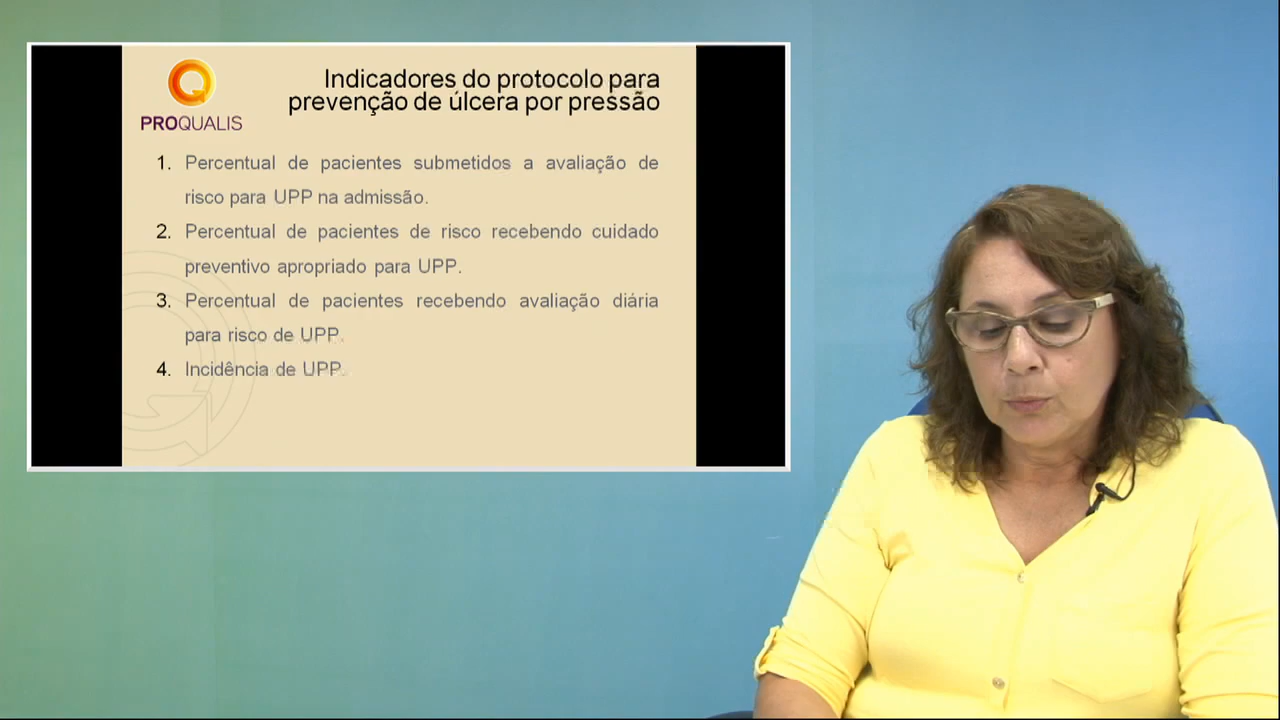 PROQUALIS
Indicadores do protocolo para
prevenção de úlcera por pressão
1. Percentual de pacientes submetidos a avaliação de
risco para UPP na admissão.
2. Percentual de pacientes de risco recebendo cuidado
preventivo apropriado para UPP.
3. Percentual de pacientes recebendo avaliação diária
para risco de UPP.
4. Incidência de UPP.